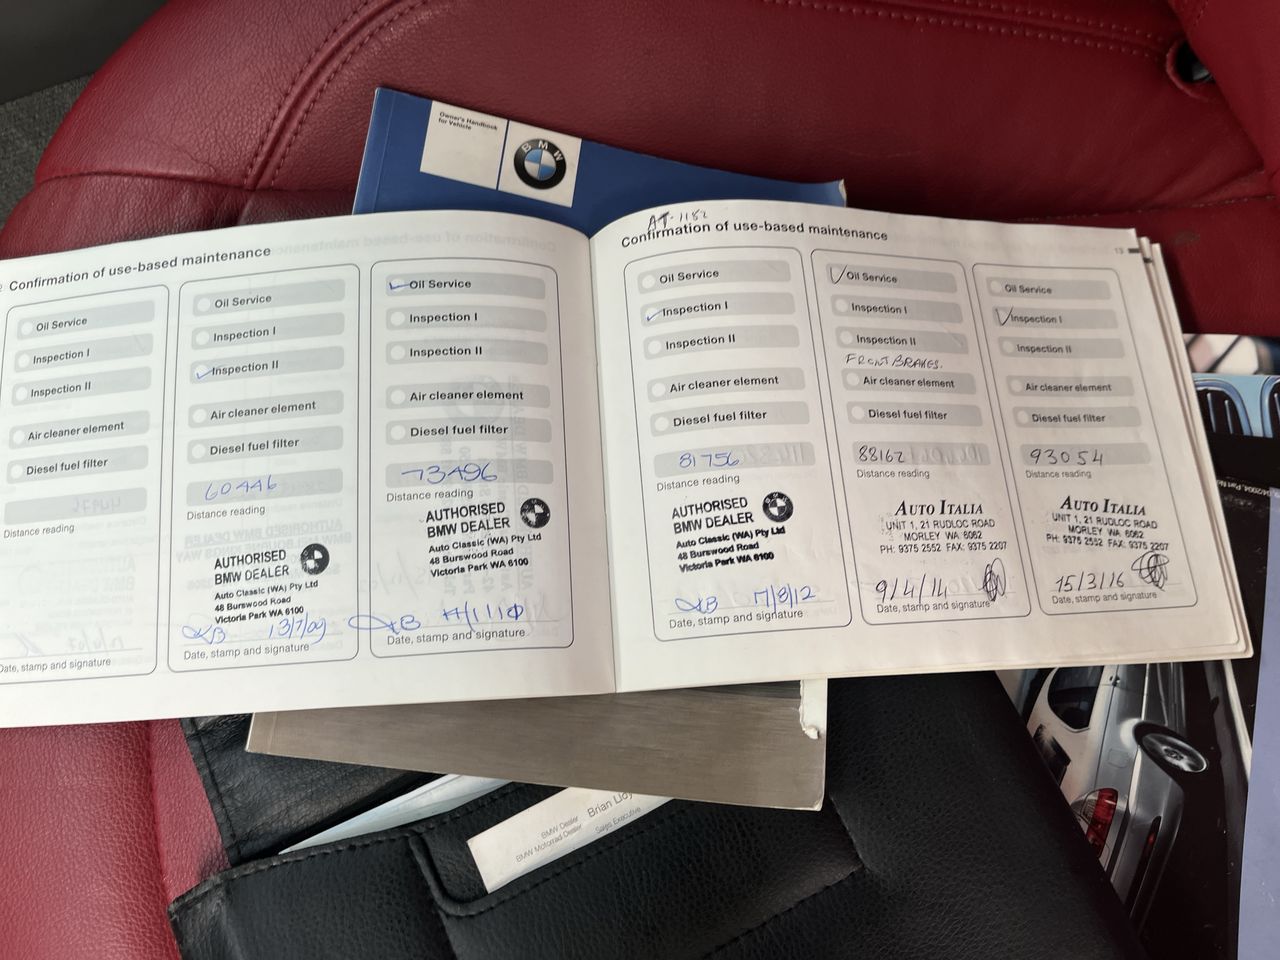 Owner's Handbook
for Vehicle
BMW
Confirmation of use-based maintenance
Oil Service
Inspection I
Inspection II
Air cleaner element
Diesel fuel filter
Distance reading
Date, stamp and signature
Oil Service
Inspection I
✓ Inspection II
Air cleaner element
Diesel fuel filter
60446
Distance reading
AUTHORISED
BMW DEALER
Auto Classic (WA) Pty Ltd
48 Burswood Road
Victoria Park WA 6100
13/7/09
Date, stamp and signature
✓ Oil Service
Inspection I
Inspection II
Air cleaner element
Diesel fuel filter
73496
Distance reading
AUTHORISED
BMW DEALER
Auto Classic (WA) Pty Ltd
48 Burswood Road
Victoria Park WA 6100
Date, stamp and signature
AT-1182
Confirmation of use-based maintenance
13
Oil Service
✓ Inspection I
Inspection II
Air cleaner element
Diesel fuel filter
81756
Distance reading
AUTHORISED
BMW DEALER
Auto Classic (WA) Pty Ltd
48 Burswood Road
Victoria Park WA 6100
17/8/12
Date, stamp and signature
✓ Oil Service
Inspection I
Inspection II
FRONT BRAKES.
Air cleaner element
Diesel fuel filter
88162
Distance reading
AUTO ITALIA
UNIT 1, 21 RUDLOC ROAD
MORLEY WA 6062
PH: 9375 2552 FAX: 9375 2207
9/4/14
Date, stamp and signature
Oil Service
✓ Inspection I
Inspection II
Air cleaner element
Diesel fuel filter
93054
Distance reading
AUTO ITALIA
UNIT 1, 21 RUDLOC ROAD
MORLEY WA 6062
PH: 9375 2552 FAX: 9375 2207
15/3/16
Date, stamp and signature
BMW Dealer
BMW Motorrad Dealer
Brian
Sales Executive